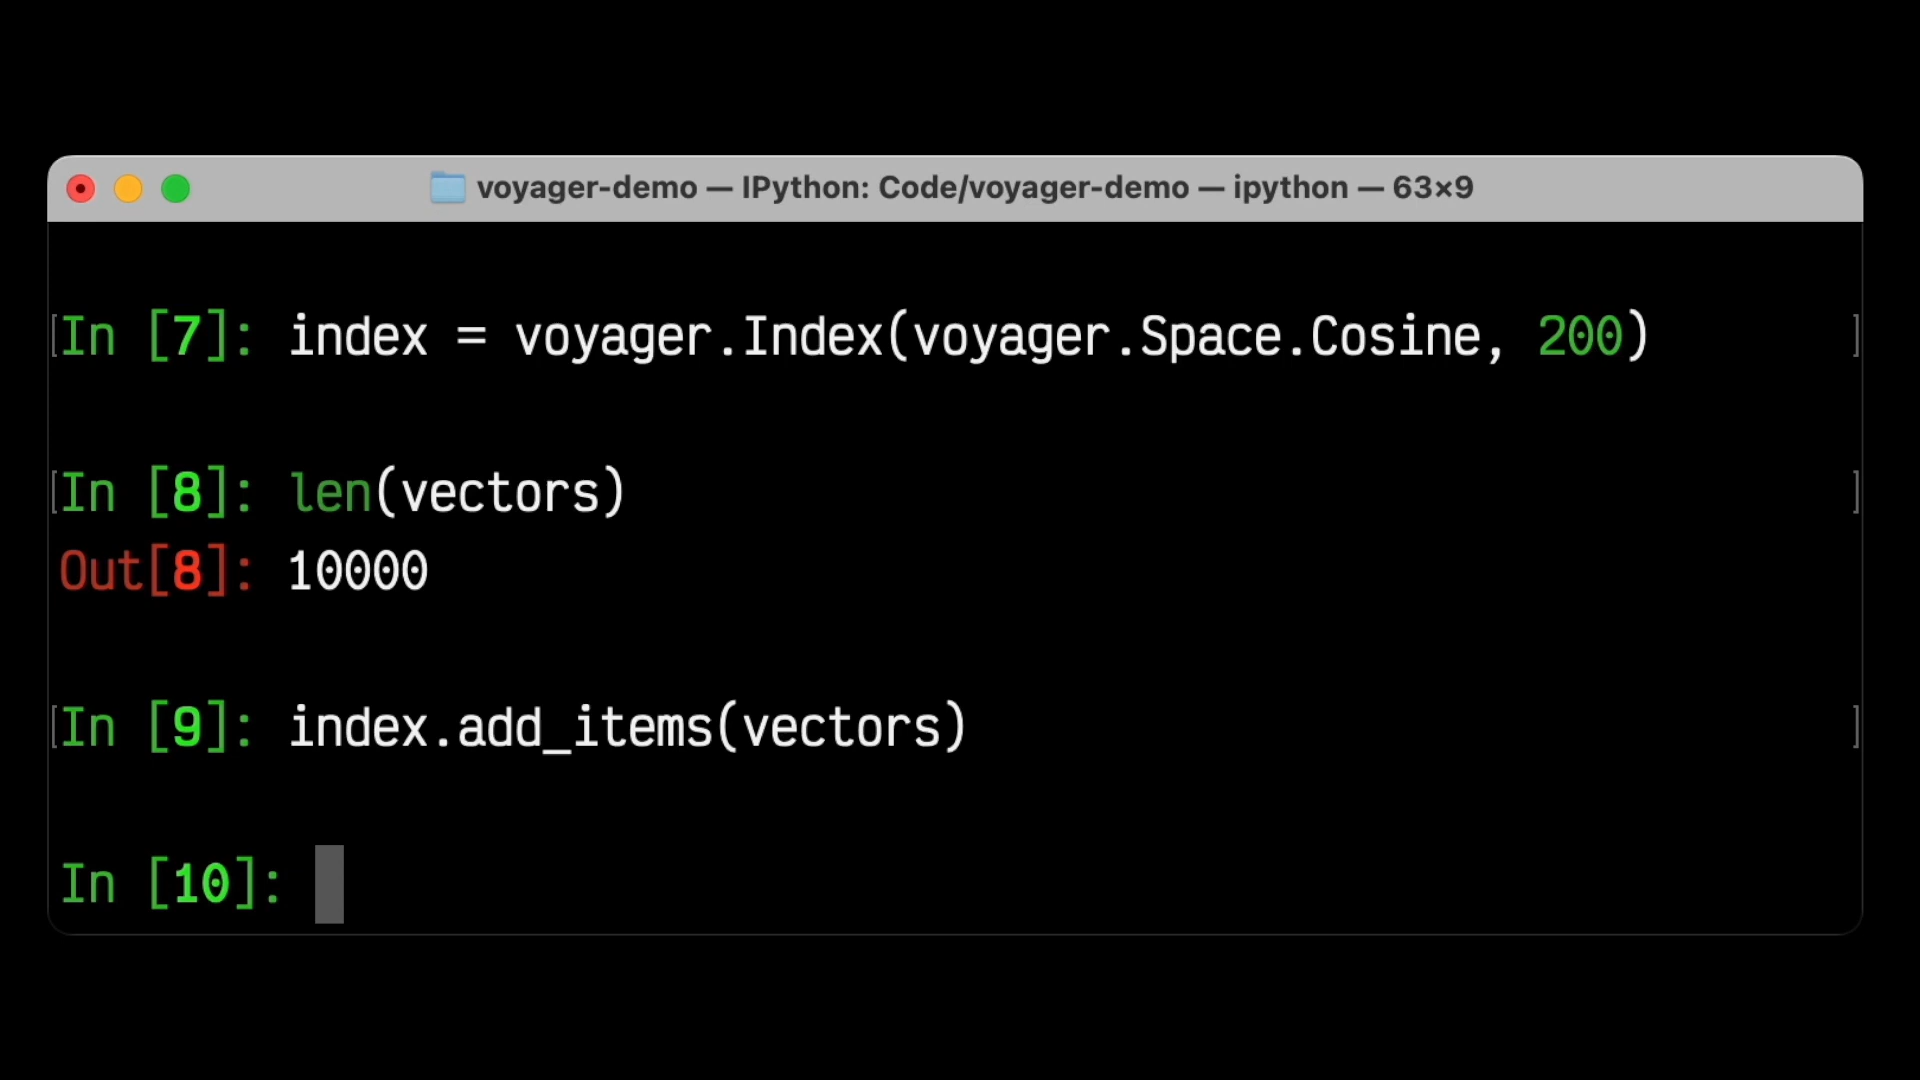 voyager-demo — IPython: Code/voyager-demo — ipython — 63×9
In [7]: index = voyager.Index(voyager.Space.Cosine, 200)
In [8]: len(vectors)
Out[8]: 10000
In [9]: index.add_items(vectors)
In [10]: